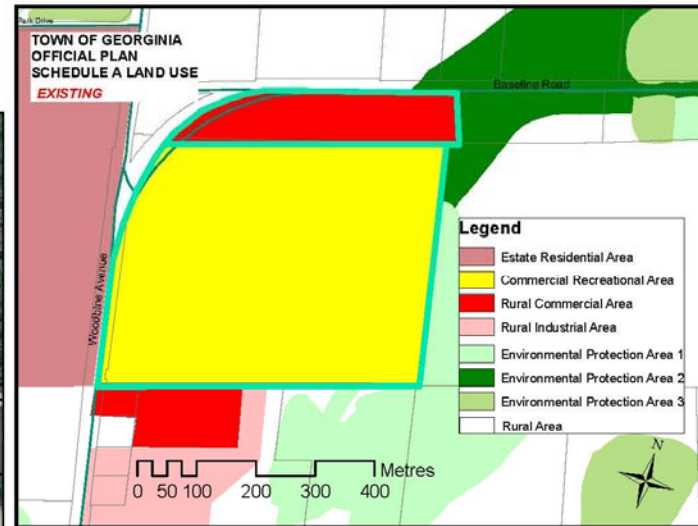 Park Drive
TOWN OF GEORGINIA
OFFICIAL PLAN
SCHEDULE A LAND USE
EXISTING
Baseline Road
Woodbine Avenue
Legend
Estate Residential Area
Commercial Recreational Area
Rural Commercial Area
Rural Industrial Area
Environmental Protection Area 1
Environmental Protection Area 2
Environmental Protection Area 3
Rural Area
N
Metres
0 50 100 200 300 400